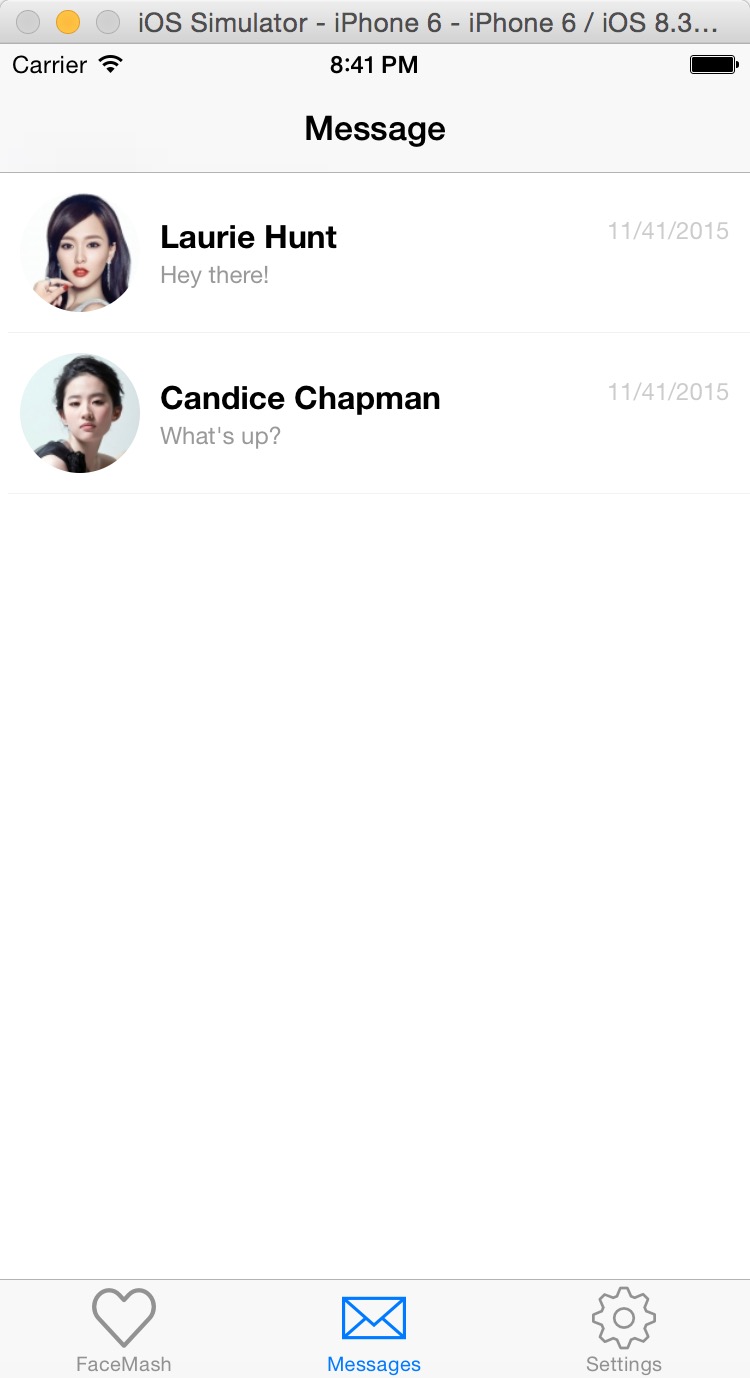 iOS Simulator - iPhone 6 - iPhone 6 / iOS 8.3...
Carrier 8:41 PM
Message
Laurie Hunt 11/41/2015
Hey there!
Candice Chapman 11/41/2015
What's up?
FaceMash Messages Settings